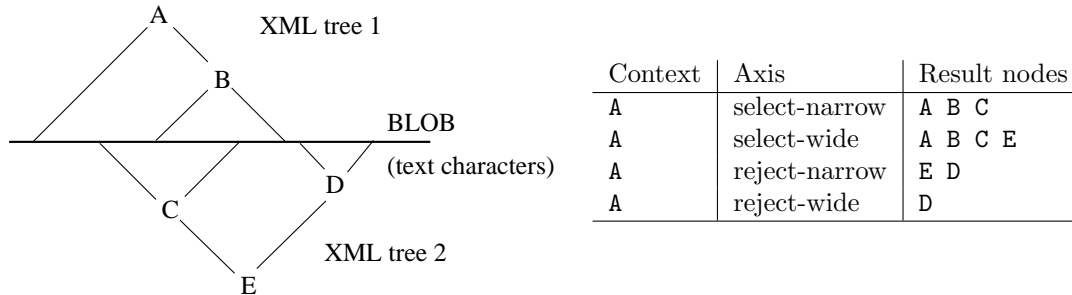 A
XML tree 1
B
BLOB
(text characters)
D
C
XML tree 2
E
Context Axis Result nodes
A select-narrow A B C
A select-wide A B C E
A reject-narrow E D
A reject-wide D